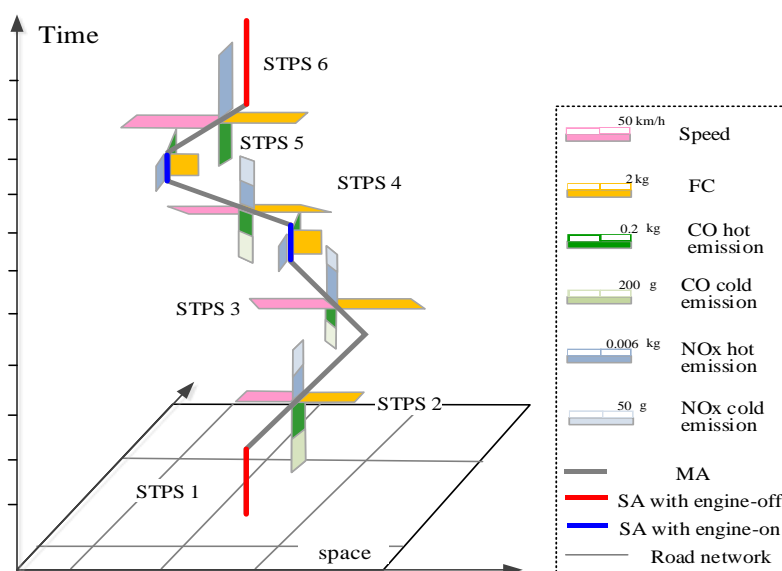 Time
STPS 6
STPS 5
STPS 4
STPS 3
STPS 2
STPS 1
space
50 km/h
Speed
2 kg
FC
0.2 kg
CO hot
emission
200 g
CO cold
emission
0.006 kg
NOx hot
emission
50 g
NOx cold
emission
MA
SA with engine-off
SA with engine-on
Road network